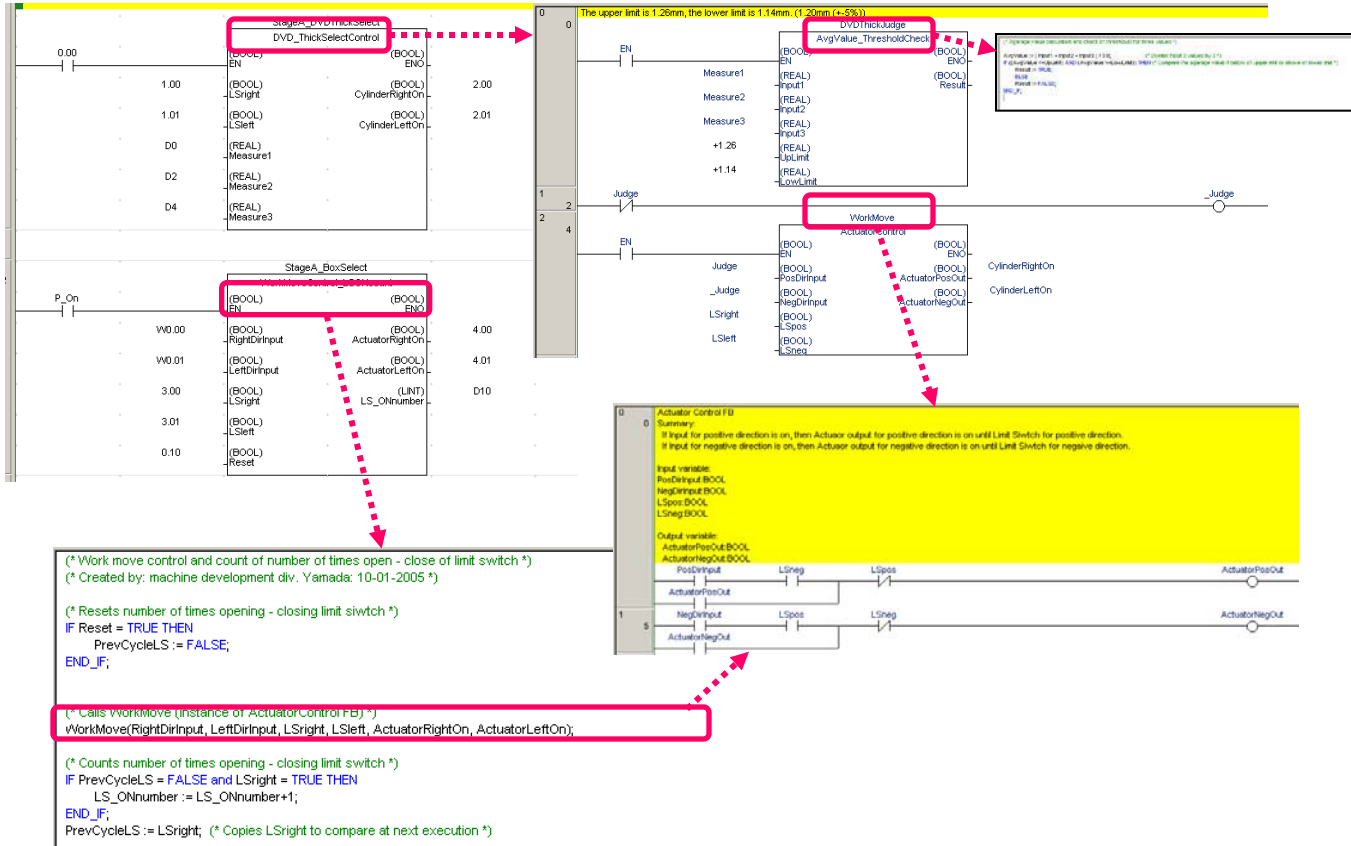 StageA_DVDThickSelect
DVD_ThickSelectControl
0.00
(BOOL) (BOOL)
EN ENO
1.00 (BOOL) (BOOL) 2.00
LSright CylinderRightOn
1.01 (BOOL) (BOOL) 2.01
LSleft CylinderLeftOn
D0 (REAL)
Measure1
D2 (REAL)
Measure2
D4 (REAL)
Measure3
StageA_BoxSelect
WorkMoveControl_LSONcount
P_On
(BOOL) (BOOL)
EN ENO
W0.00 (BOOL) (BOOL) 4.00
RightDirInput ActuatorRightOn
W0.01 (BOOL) (BOOL) 4.01
LeftDirInput ActuatorLeftOn
3.00 (BOOL) (LINT) D10
LSright LS_ONnumber
3.01 (BOOL)
LSleft
0.10 (BOOL)
Reset
0 The upper limit is 1.26mm, the lower limit is 1.14mm. (1.20mm (+-5%))
0
DVDThickJudge
AvgValue_ThresholdCheck
EN (BOOL) (BOOL)
EN ENO
Measure1 (REAL) (BOOL)
Input1 Result
Measure2 (REAL)
Input2
Measure3 (REAL)
Input3
+1.26 (REAL)
UpLimit
+1.14 (REAL)
LowLimit
1 Judge _Judge
2
2
4
WorkMove
ActuatorControl
EN (BOOL) (BOOL)
EN ENO
Judge (BOOL) (BOOL) CylinderRightOn
PosDirInput ActuatorPosOut
_Judge (BOOL) (BOOL) CylinderLeftOn
NegDirInput ActuatorNegOut
LSright (BOOL)
LSpos
LSleft (BOOL)
LSneg
Result := TRUE;
ELSE
Result := FALSE;
END_IF;
0 Actuator Control FB
0 Summary:
If Input for positive direction is on, then Actuaor output for positive direction is on until Limit Siwtch for positive direction.
If Input for negative direction is on, then Actuaor output for negative direction is on until Limit Siwtch for negaive direction.
Input variable:
PosDirInput:BOOL
NegDirInput:BOOL
LSpos:BOOL
LSneg:BOOL
Output variable:
ActuatorPosOut:BOOL
ActuatorNegOut:BOOL
PosDirInput LSneg LSpos ActuatorPosOut
ActuatorPosOut
1 NegDirInput LSpos LSneg ActuatorNegOut
5
ActuatorNegOut
(* Work move control and count of number of times open - close of limit switch *)
(* Created by: machine development div. Yamada: 10-01-2005 *)
(* Resets number of times opening - closing limit siwtch *)
IF Reset = TRUE THEN
PrevCycleLS := FALSE;
END_IF;
(* Calls WorkMove (Instance of ActuatorControl FB) *)
WorkMove(RightDirInput, LeftDirInput, LSright, LSleft, ActuatorRightOn, ActuatorLeftOn);
(* Counts number of times opening - closing limit switch *)
IF PrevCycleLS = FALSE and LSright = TRUE THEN
LS_ONnumber := LS_ONnumber+1;
END_IF;
PrevCycleLS := LSright; (* Copies LSright to compare at next execution *)